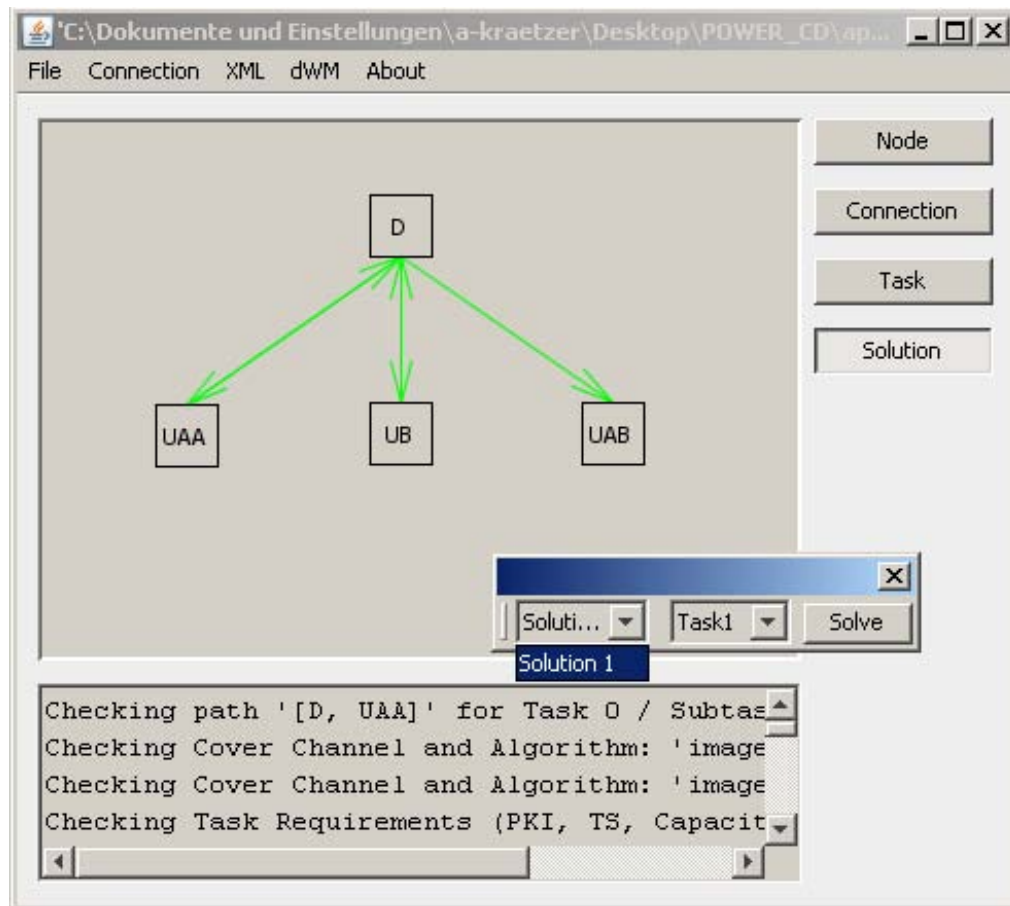 'C:\Dokumente und Einstellungen\a-kraetzer\Desktop\POWER_CD\ap...
File Connection XML dWM About
Node
Connection
Task
Solution
D
UAA UB UAB
Soluti... Task1 Solve
Solution 1
Checking path '[D, UAA]' for Task 0 / Subtas
Checking Cover Channel and Algorithm: 'image
Checking Cover Channel and Algorithm: 'image
Checking Task Requirements (PKI, TS, Capacit